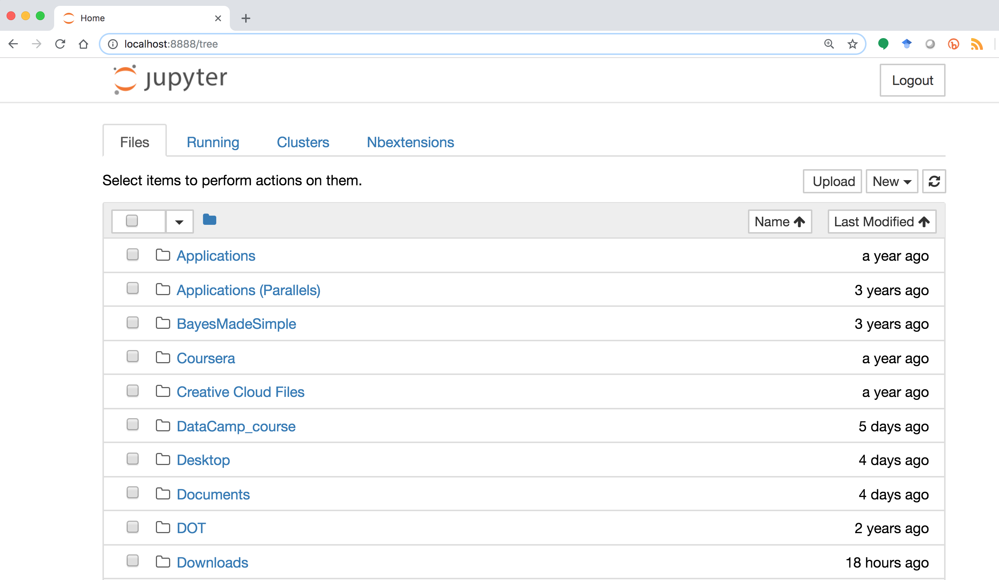 Home
localhost:8888/tree
jupyter
Logout
Files Running Clusters Nbextensions
Select items to perform actions on them.
Upload New
Name Last Modified
Applications a year ago
Applications (Parallels) 3 years ago
BayesMadeSimple 3 years ago
Coursera a year ago
Creative Cloud Files a year ago
DataCamp_course 5 days ago
Desktop 4 days ago
Documents 4 days ago
DOT 2 years ago
Downloads 18 hours ago